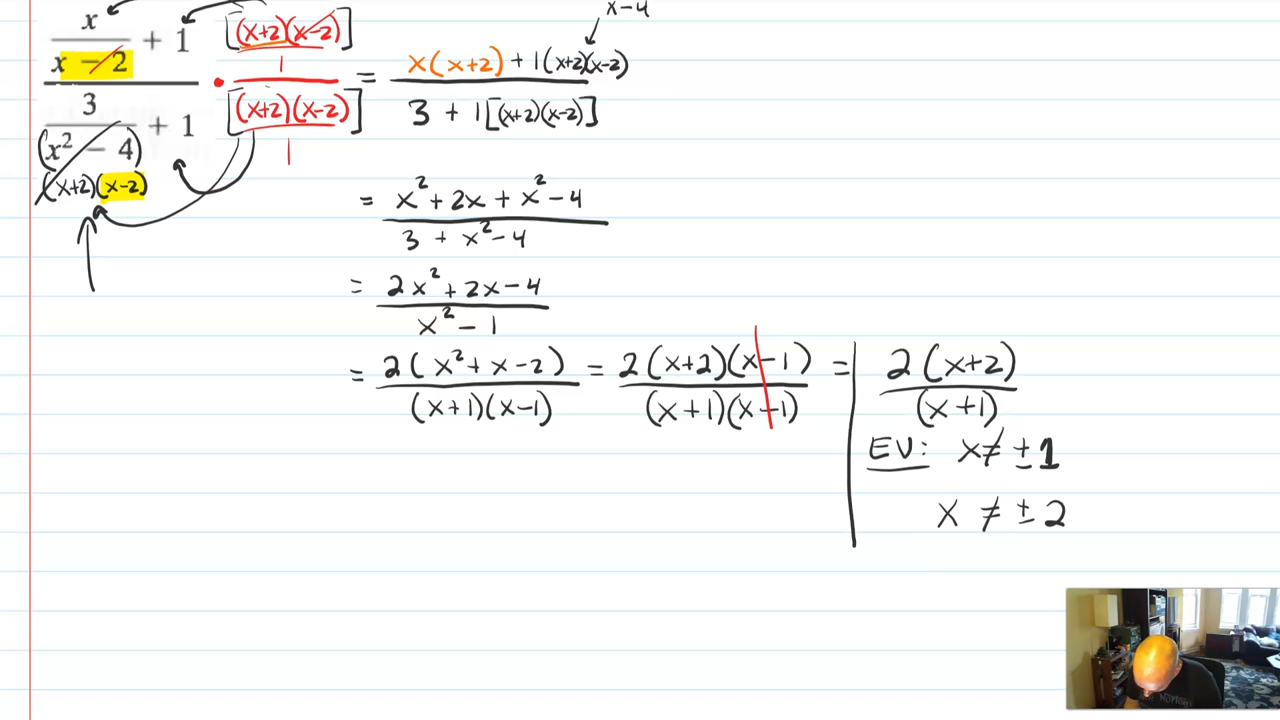 x/(x − 2) + 1 [(x+2)(x−2)]/1 x−4
3/(x² − 4) + 1 · [(x+2)(x−2)]/1 = (x(x+2) + 1(x+2)(x−2))/(3 + 1[(x+2)(x−2)])
(x+2)(x−2)
= (x² + 2x + x² − 4)/(3 + x² − 4)
= (2x² + 2x − 4)/(x² − 1)
= 2(x² + x − 2)/((x+1)(x−1)) = 2(x+2)(x−1)/((x+1)(x−1)) = 2(x+2)/(x+1)
EV: x ≠ ±1
x ≠ ±2